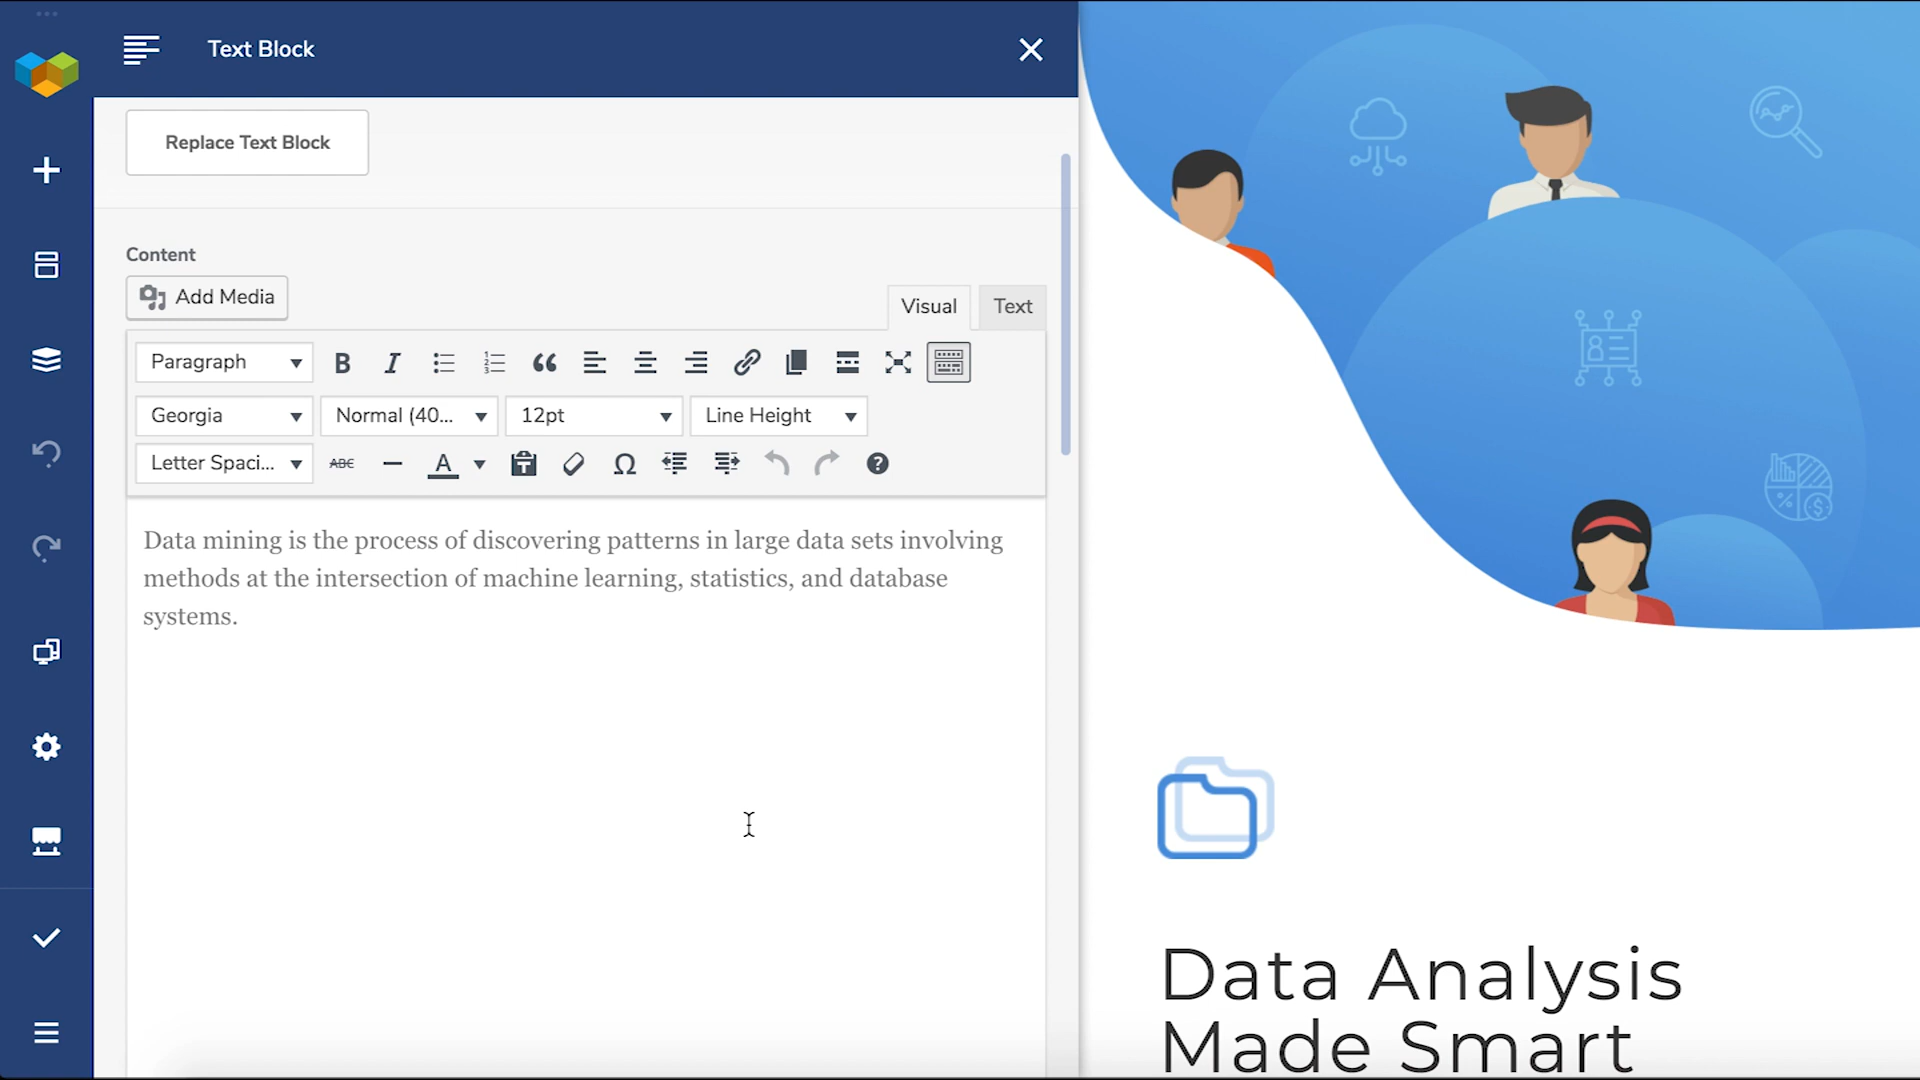 Text Block
Replace Text Block
Content
Add Media
Visual
Text
Paragraph
B
I
Georgia
Normal (40...
12pt
Line Height
Letter Spaci...
ABC
A
T
Ω
?
Data mining is the process of discovering patterns in large data sets involving
methods at the intersection of machine learning, statistics, and database
systems.
Data Analysis
Made Smart